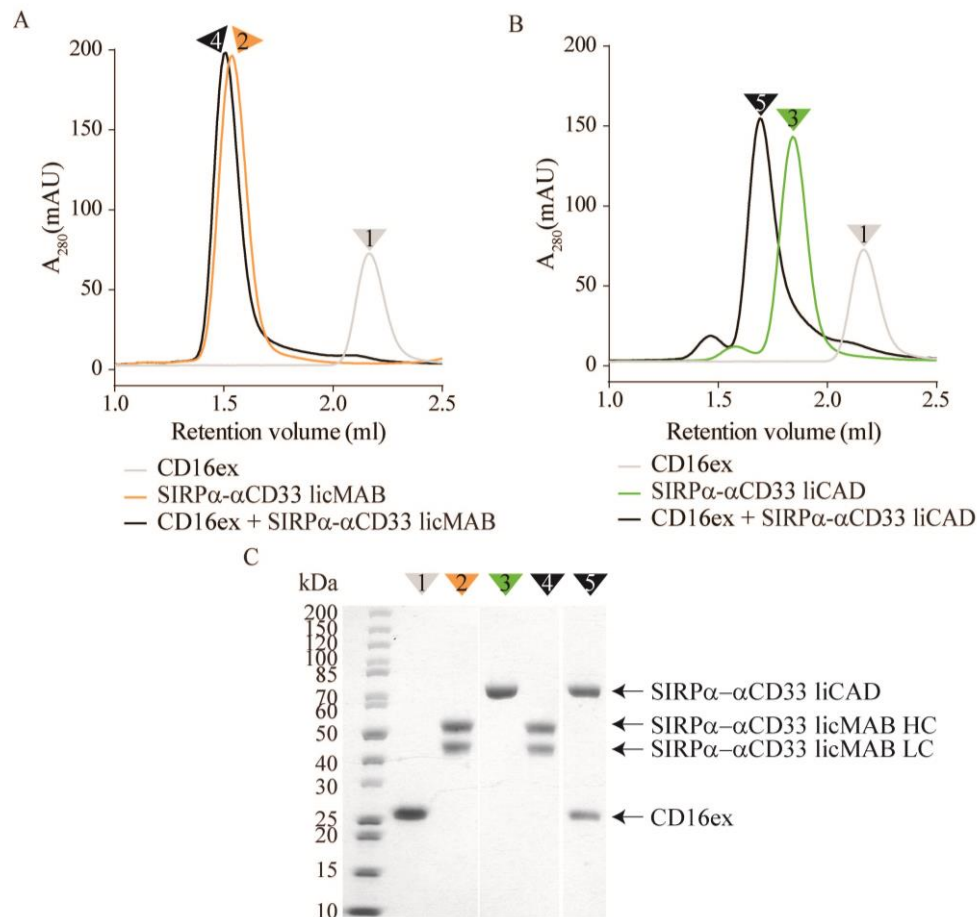 A
4
2
200
150
100
50
0
A280(mAU)
1
1.0
1.5
2.0
2.5
Retention volume (ml)
CD16ex
SIRPα-αCD33 licMAB
CD16ex + SIRPα-αCD33 licMAB
B
5
3
200
150
100
50
0
A280(mAU)
1
1.0
1.5
2.0
2.5
Retention volume (ml)
CD16ex
SIRPα-αCD33 liCAD
CD16ex + SIRPα-αCD33 liCAD
C
kDa
1
2
3
4
5
200
150
120
100
85
70
60
50
40
30
25
20
15
10
SIRPα–αCD33 liCAD
SIRPα–αCD33 licMAB HC
SIRPα–αCD33 licMAB LC
CD16ex